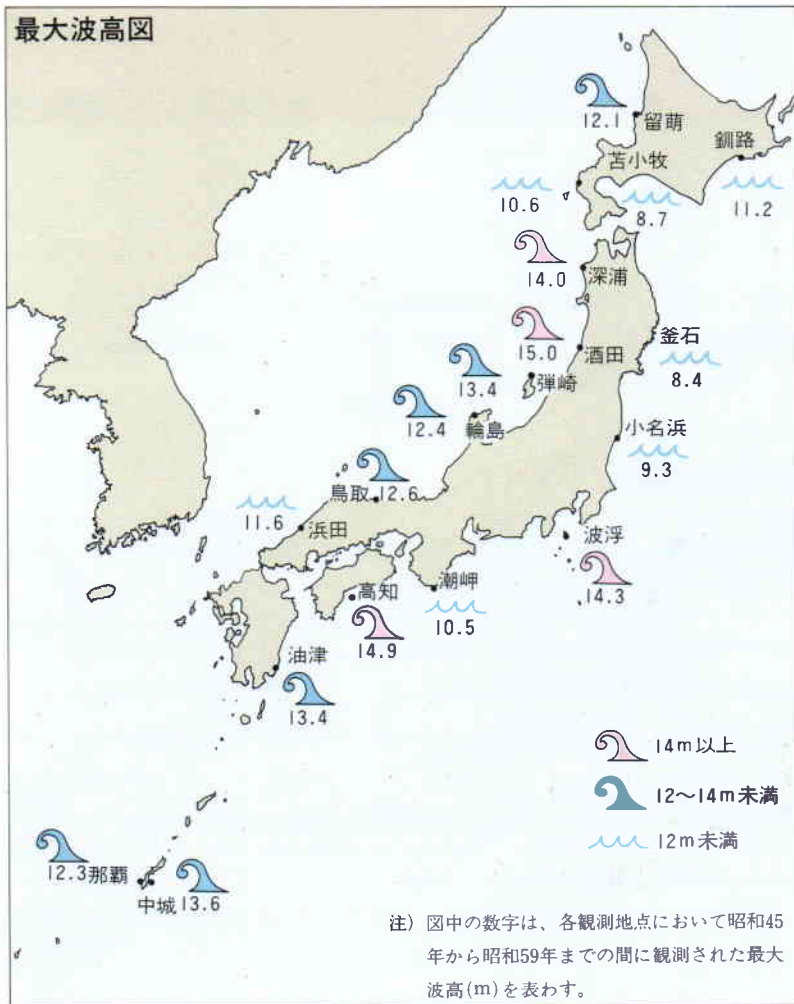 最大波高図
12.1
留萌
釧路
苫小牧
10.6
8.7
11.2
14.0
深浦
15.0
酒田
釜石
8.4
13.4
弾崎
12.4
輪島
小名浜
9.3
鳥取 12.6
11.6
浜田
波浮
14.3
高知
14.9
潮岬
10.5
油津
13.4
14m以上
12〜14m未満
12m未満
12.3 那覇
中城 13.6
注) 図中の数字は、各観測地点において昭和45
年から昭和59年までの間に観測された最大
波高(m)を表わす。